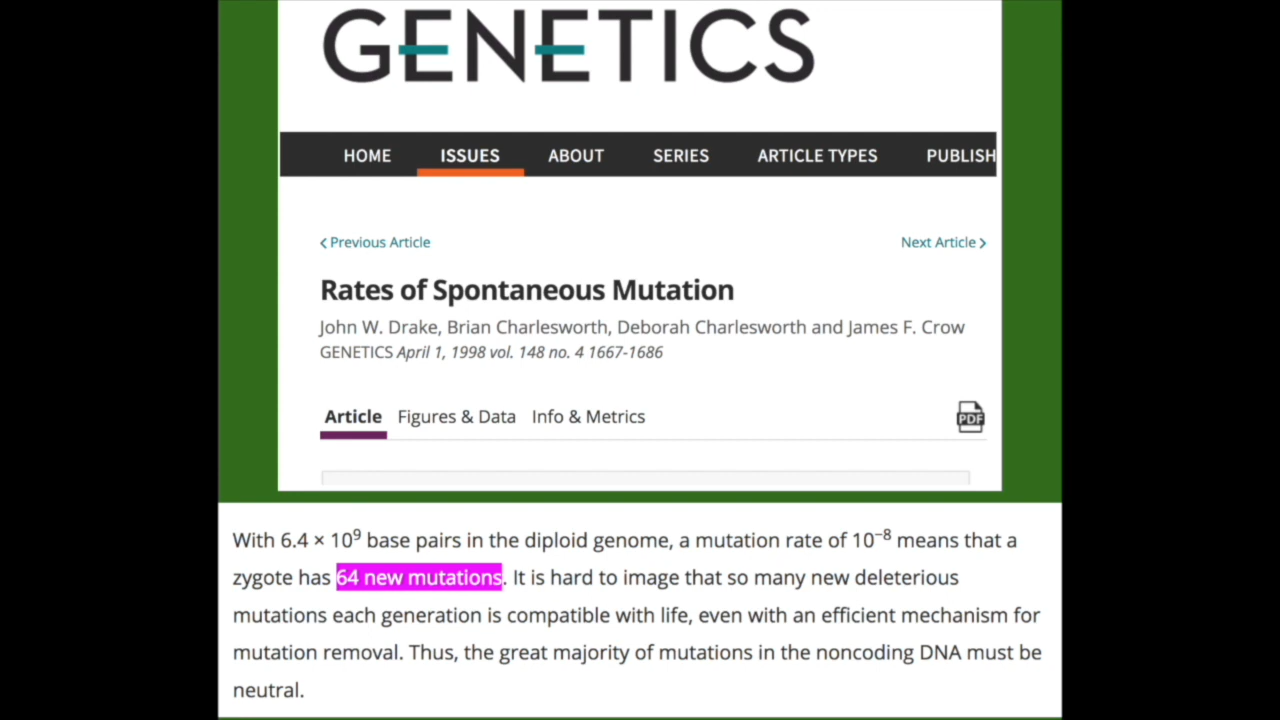 GENETICS
HOME ISSUES ABOUT SERIES ARTICLE TYPES PUBLISH
Previous Article Next Article
Rates of Spontaneous Mutation
John W. Drake, Brian Charlesworth, Deborah Charlesworth and James F. Crow
GENETICS April 1, 1998 vol. 148 no. 4 1667-1686
Article Figures & Data Info & Metrics
PDF
With 6.4 × 10⁹ base pairs in the diploid genome, a mutation rate of 10⁻⁸ means that a
zygote has 64 new mutations. It is hard to image that so many new deleterious
mutations each generation is compatible with life, even with an efficient mechanism for
mutation removal. Thus, the great majority of mutations in the noncoding DNA must be
neutral.